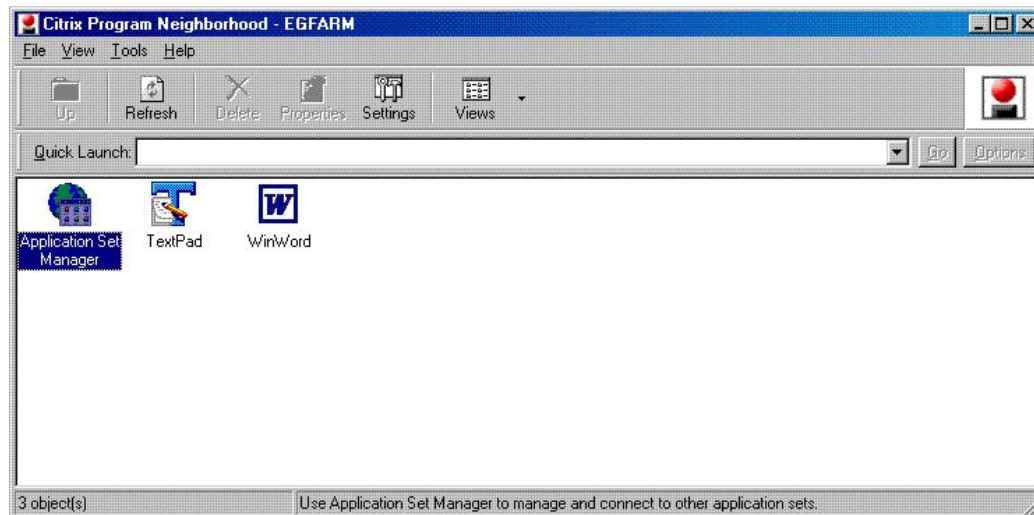 Citrix Program Neighborhood - EGFARM
File View Tools Help
Up Refresh Delete Properties Settings Views
Quick Launch: Go Options
Application Set Manager
TextPad
WinWord
3 object(s) Use Application Set Manager to manage and connect to other application sets.